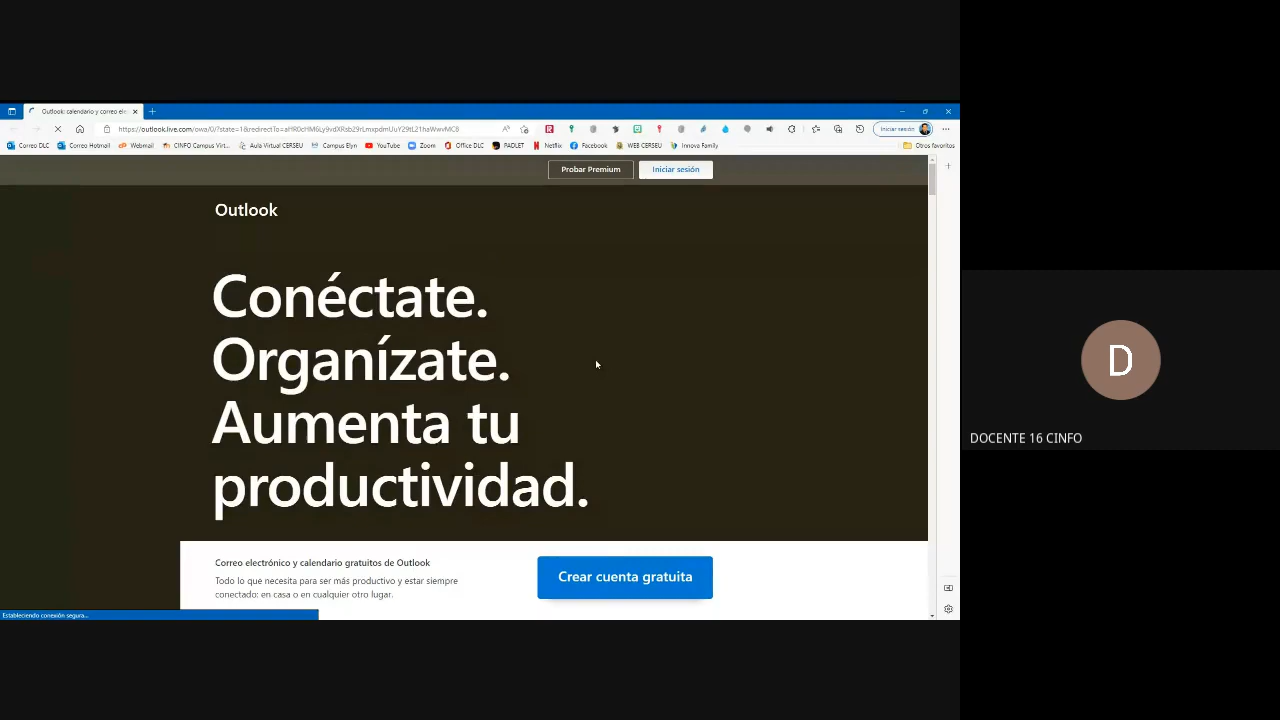 Outlook: calendario y correo ele
https://outlook.live.com/owa/0/?state=1&redirectTo=
Iniciar sesión
Correo DLC
Correo Hotmail
Webmail
CINFO Campus Virt...
Aula Virtual CERSEU
Campus Elyn
YouTube
Zoom
Office DLC
PADLET
Netflix
Facebook
WEB CERSEU
Innova Family
Otros favoritos
Probar Premium
Iniciar sesión
Outlook
Conéctate.
Organízate.
Aumenta tu
productividad.
Correo electrónico y calendario gratuitos de Outlook
Todo lo que necesita para ser más productivo y estar siempre
conectado: en casa o en cualquier otro lugar.
Crear cuenta gratuita
Estableciendo conexión segura...
D
DOCENTE 16 CINFO